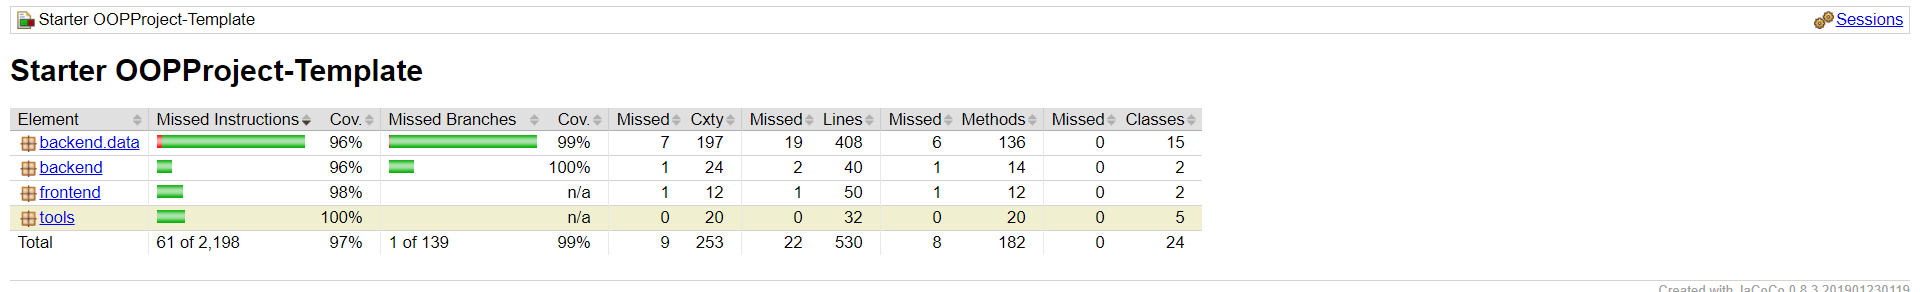 Starter OOPProject-Template Sessions
Starter OOPProject-Template
Element Missed Instructions Cov. Missed Branches Cov. Missed Cxty Missed Lines Missed Methods Missed Classes
backend.data 96% 99% 7 197 19 408 6 136 0 15
backend 96% 100% 1 24 2 40 1 14 0 2
frontend 98% n/a 1 12 1 50 1 12 0 2
tools 100% n/a 0 20 0 32 0 20 0 5
Total 61 of 2,198 97% 1 of 139 99% 9 253 22 530 8 182 0 24
Created with JaCoCo 0.8.3.201901230119